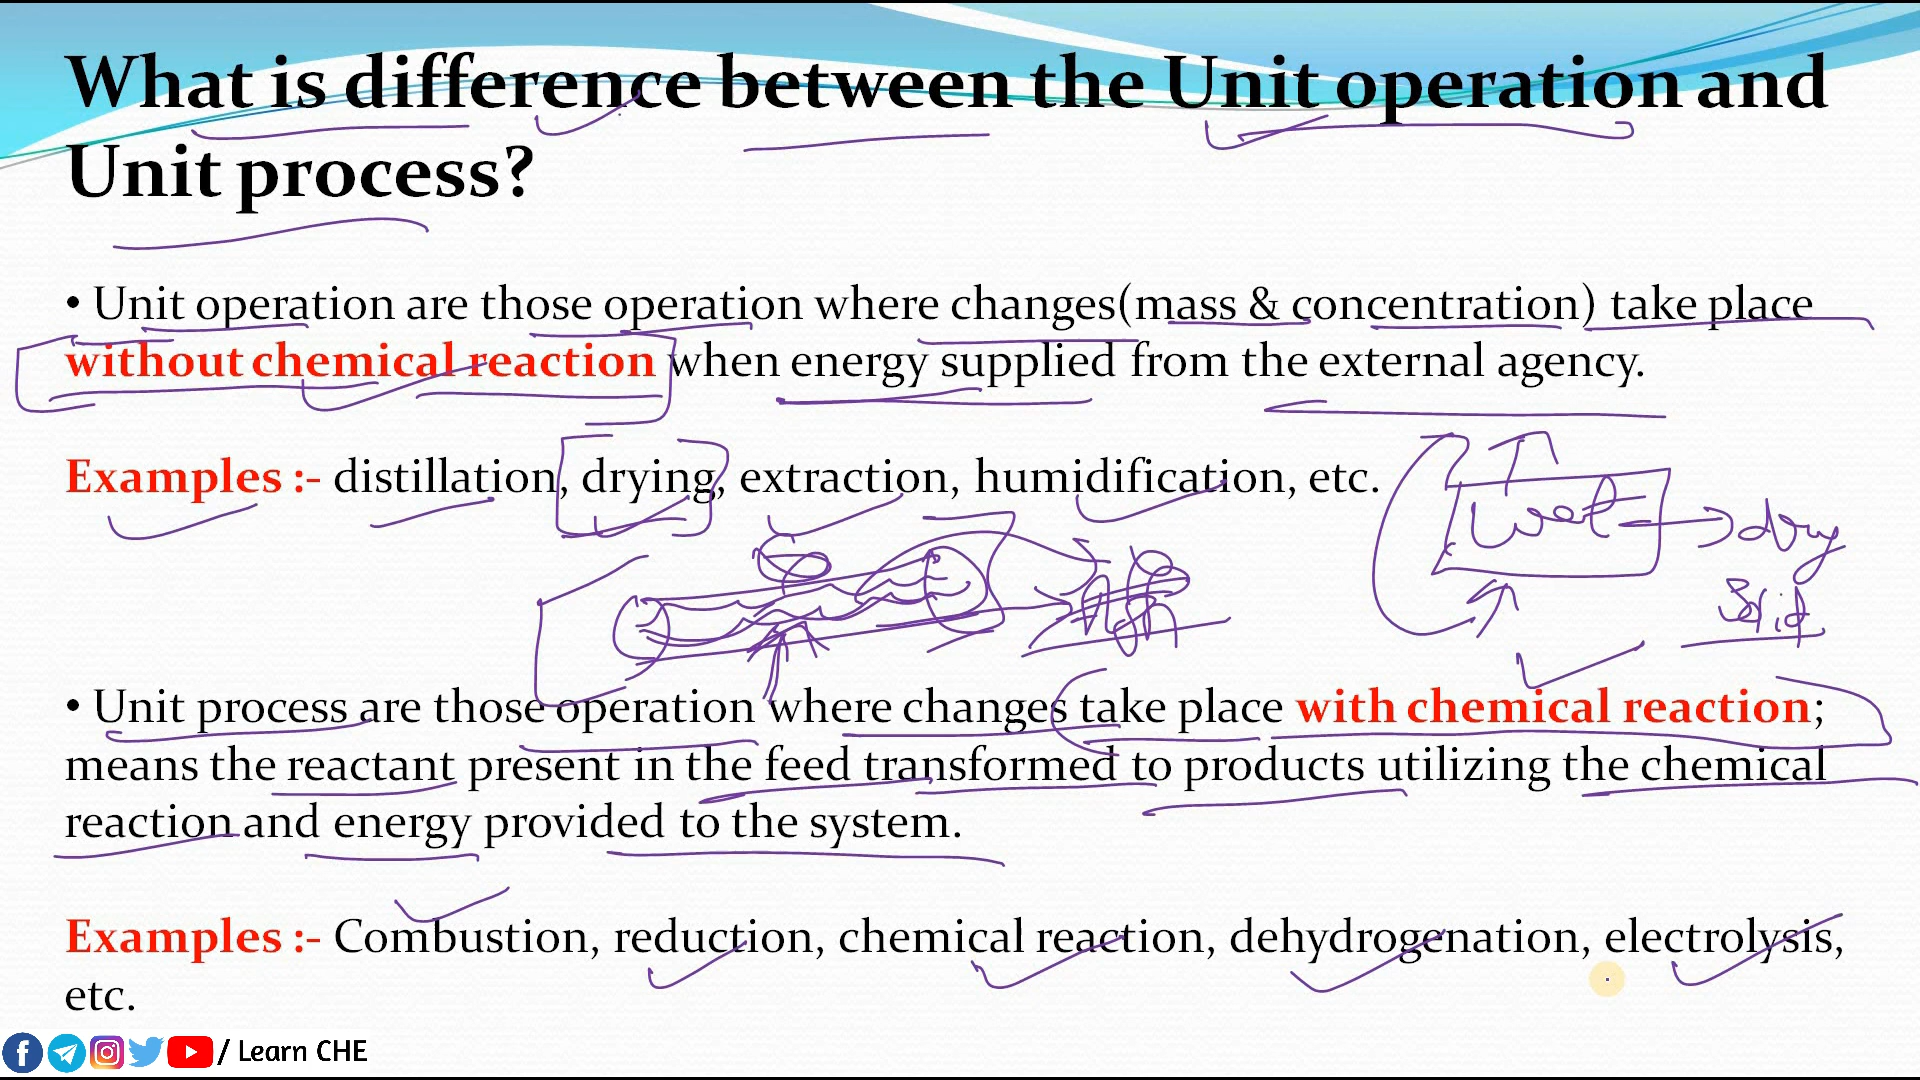 What is difference between the Unit operation and
Unit process?
• Unit operation are those operation where changes(mass & concentration) take place
without chemical reaction when energy supplied from the external agency.
Examples :- distillation, drying, extraction, humidification, etc.
wet → dry
Solid
• Unit process are those operation where changes take place with chemical reaction;
means the reactant present in the feed transformed to products utilizing the chemical
reaction and energy provided to the system.
Examples :- Combustion, reduction, chemical reaction, dehydrogenation, electrolysis,
etc.
/ Learn CHE